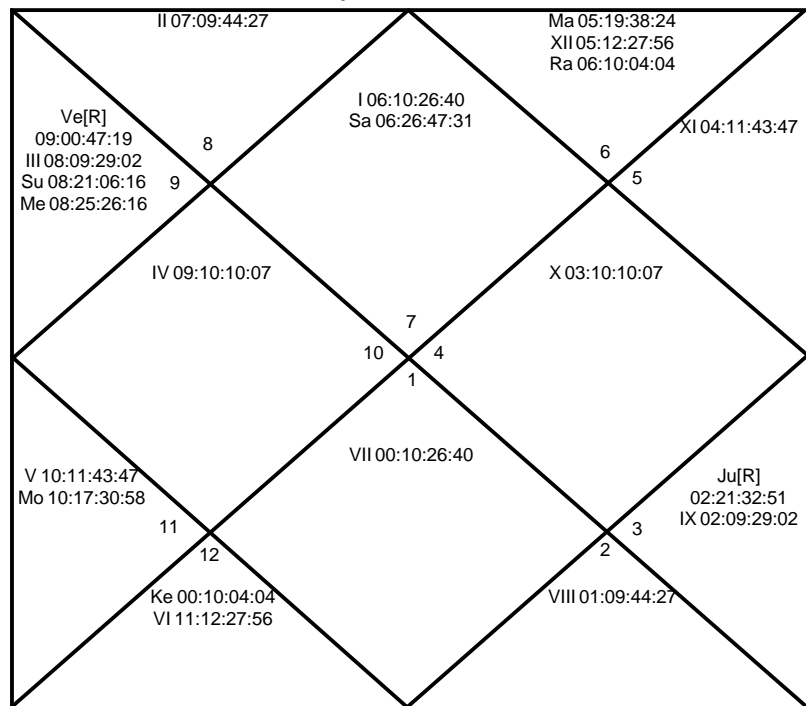 II 07:09:44:27
Ma 05:19:38:24
XII 05:12:27:56
Ra 06:10:04:04
I 06:10:26:40
Sa 06:26:47:31
XI 04:11:43:47
Ve[R]
09:00:47:19
III 08:09:29:02
Su 08:21:06:16
Me 08:25:26:16
8
9
6
5
IV 09:10:10:07
X 03:10:10:07
7
10
4
1
VII 00:10:26:40
V 10:11:43:47
Mo 10:17:30:58
Ju[R]
02:21:32:51
IX 02:09:29:02
11
12
3
2
Ke 00:10:04:04
VI 11:12:27:56
VIII 01:09:44:27